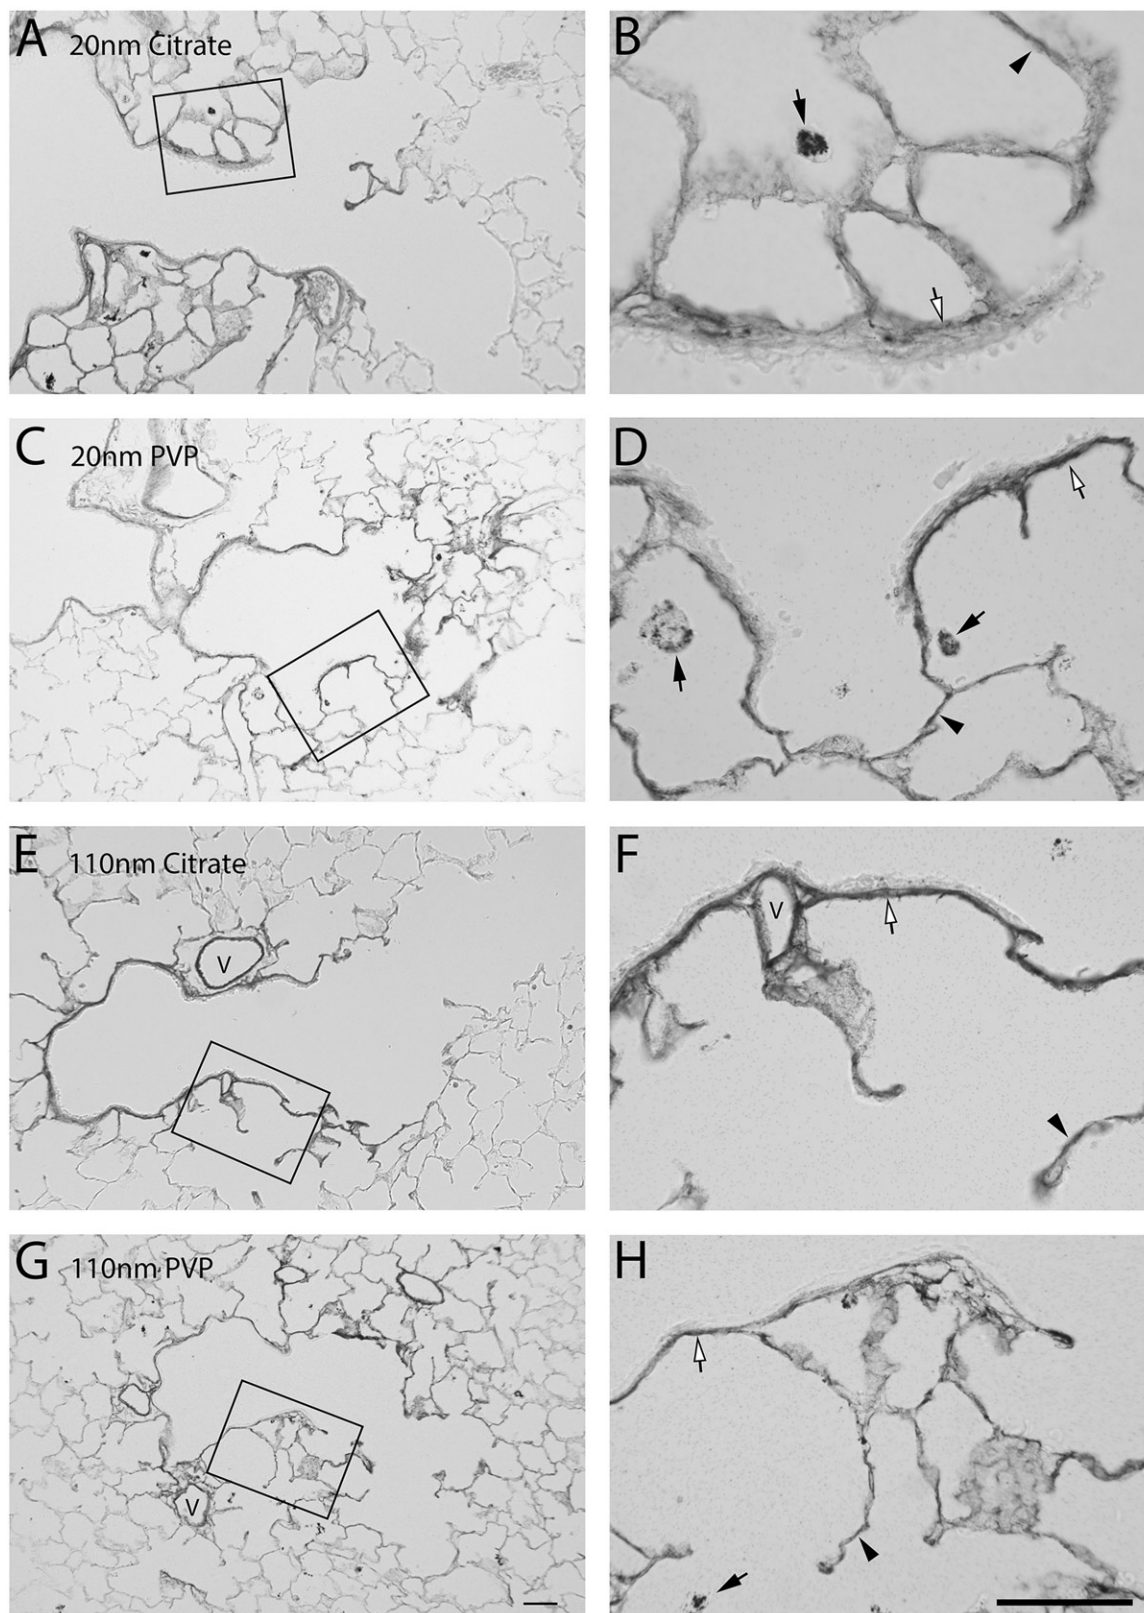 A 20nm Citrate
B
C 20nm PVP
D
E 110nm Citrate
V
F
V
G 110nm PVP
V
H